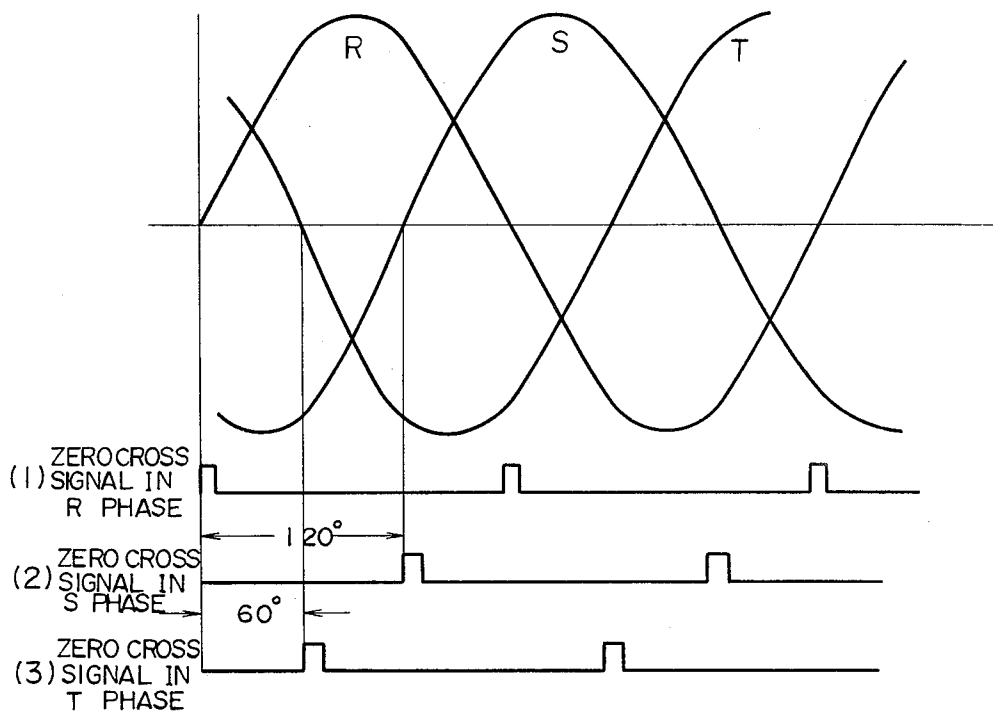 R
S
T
ZERO CROSS
(1) SIGNAL IN
R PHASE
120°
ZERO CROSS
(2) SIGNAL IN
S PHASE
60°
ZERO CROSS
(3) SIGNAL IN
T PHASE